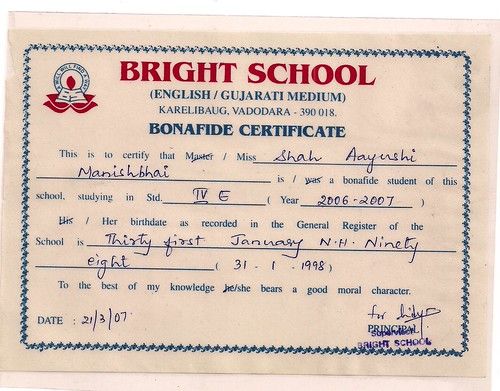 BRIGHT SCHOOL
(ENGLISH / GUJARATI MEDIUM)
KARELIBAUG, VADODARA - 390 018.
BONAFIDE CERTIFICATE
This is to certify that Master / Miss Shah Aayushi
Manishbhai is / was a bonafide student of this
school, studying in Std. IV E ( Year 2006-2007 )
His / Her birthdate as recorded in the General Register of the
School is Thirty first January N.H. Ninety
eight ( 31 - 1 - 1998 )
To the best of my knowledge he/she bears a good moral character.
for
DATE : 21/3/07 PRINCIPAL
Supervisor
BRIGHT SCHOOL